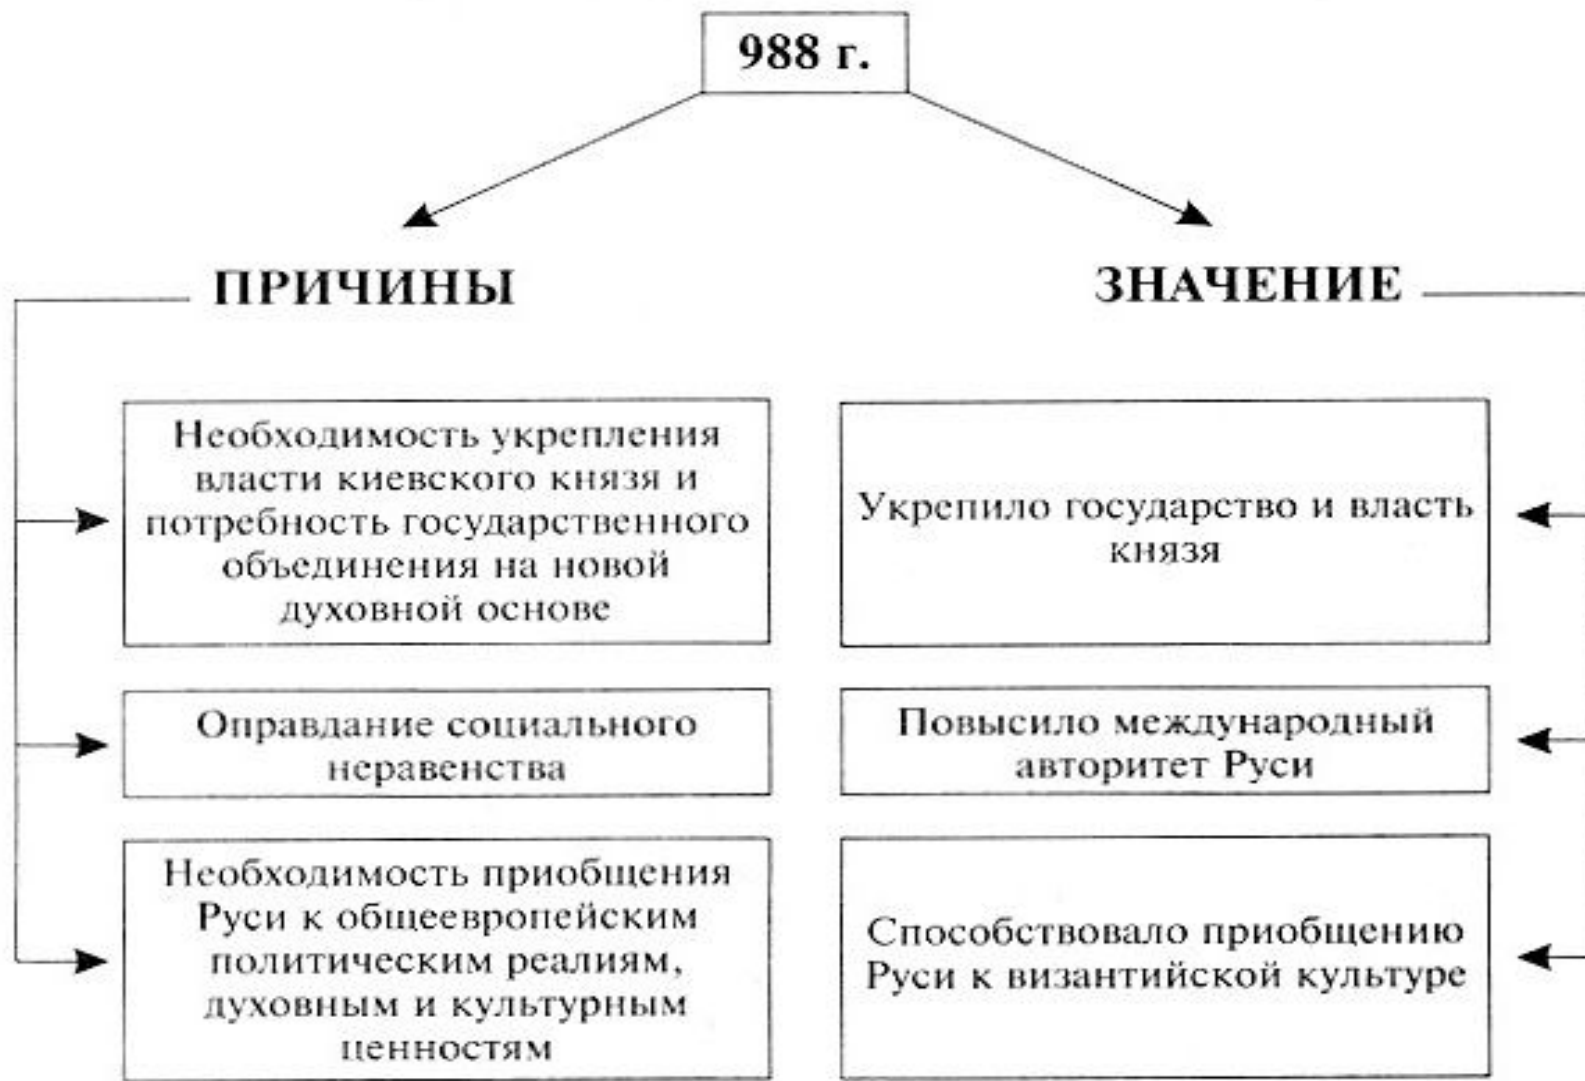 988 г.
ПРИЧИНЫ
Необходимость укрепления
власти киевского князя и
потребность государственного
объединения на новой
духовной основе
Оправдание социального
неравенства
Необходимость приобщения
Руси к общеевропейским
политическим реалиям,
духовным и культурным
ценностям
ЗНАЧЕНИЕ
Укрепило государство и власть
князя
Повысило международный
авторитет Руси
Способствовало приобщению
Руси к византийской культуре